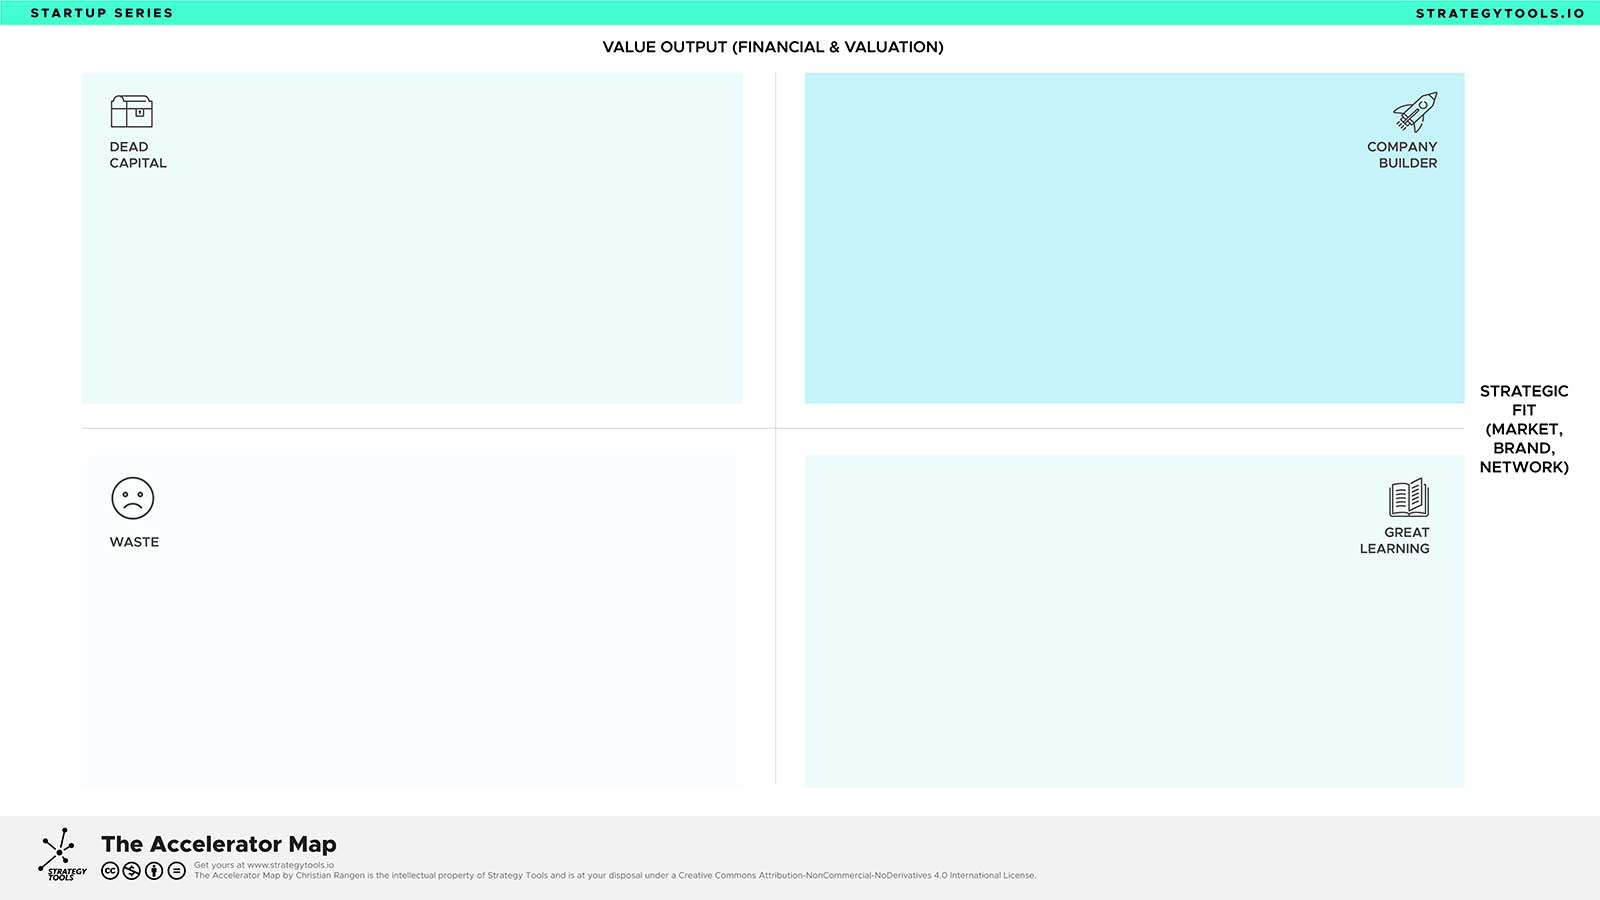 STARTUP SERIES
STRATEGYTOOLS.IO
VALUE OUTPUT (FINANCIAL & VALUATION)
DEAD
CAPITAL
COMPANY
BUILDER
STRATEGIC
FIT
(MARKET,
BRAND,
NETWORK)
WASTE
GREAT
LEARNING
STRATEGY
TOOLS
The Accelerator Map
cc
Get yours at www.strategytools.io
The Accelerator Map by Christian Rangen is the intellectual property of Strategy Tools and is at your disposal under a Creative Commons Attribution-NonCommercial-NoDerivatives 4.0 International License.